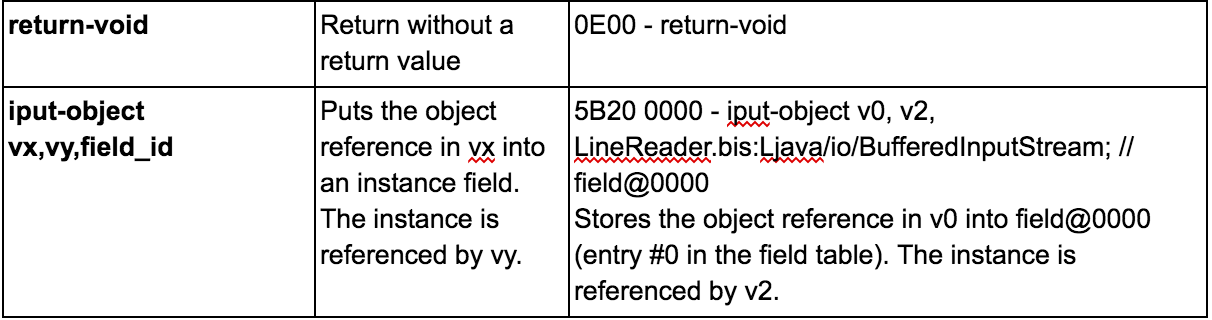 return-void
Return without a
return value
0E00 - return-void
iput-object
vx,vy,field_id
Puts the object
reference in vx into
an instance field.
The instance is
referenced by vy.
5B20 0000 - iput-object v0, v2,
LineReader.bis:Ljava/io/BufferedInputStream; //
field@0000
Stores the object reference in v0 into field@0000
(entry #0 in the field table). The instance is
referenced by v2.